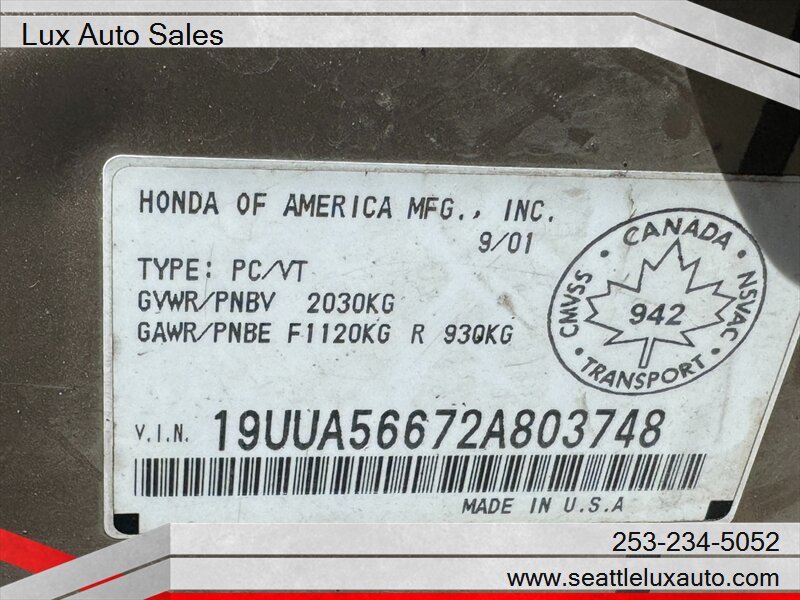 Lux Auto Sales
HONDA OF AMERICA MFG., INC.
9/01
TYPE: PC/VT
GVWR/PNBV 2030KG
GAWR/PNBE F1120KG R 930KG
CANADA
CMVSS
NSVAC
942
TRANSPORT
V.I.N. 19UUA56672A803748
MADE IN U.S.A
253-234-5052
www.seattleluxauto.com